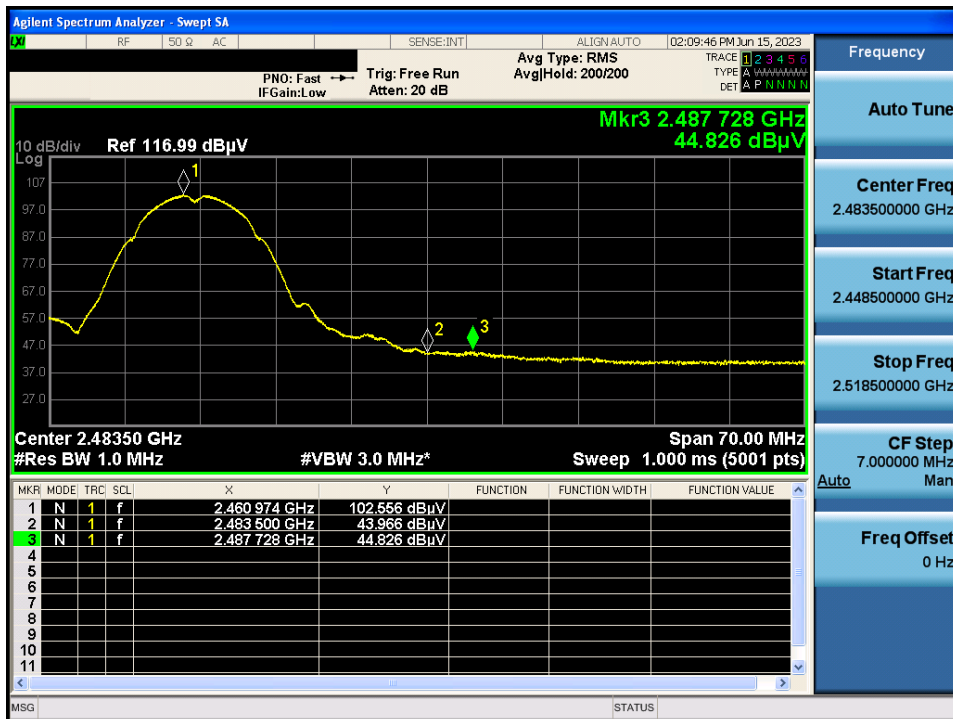 Agilent Spectrum Analyzer - Swept SA
LXI RF 50 Ω AC SENSE:INT ALIGN AUTO 02:09:46 PM Jun 15, 2023
Frequency
Avg Type: RMS
TRACE 1 2 3 4 5 6
PNO: Fast
Trig: Free Run
Avg|Hold: 200/200
TYPE A WWWWW
IFGain:Low
Atten: 20 dB
DET A P N N N N
Auto Tune
Mkr3 2.487 728 GHz
44.826 dBµV
10 dB/div
Ref 116.99 dBµV
Log
107
97.0
87.0
77.0
67.0
57.0
47.0
37.0
27.0
1
2
3
Center Freq
2.483500000 GHz
Start Freq
2.448500000 GHz
Stop Freq
2.518500000 GHz
Center 2.48350 GHz
Span 70.00 MHz
#Res BW 1.0 MHz
#VBW 3.0 MHz*
Sweep 1.000 ms (5001 pts)
CF Step
7.000000 MHz
Auto Man
MKR MODE TRC SCL X Y FUNCTION FUNCTION WIDTH FUNCTION VALUE
1 N 1 f 2.460 974 GHz 102.556 dBµV
2 N 1 f 2.483 500 GHz 43.966 dBµV
3 N 1 f 2.487 728 GHz 44.826 dBµV
4
5
6
7
8
9
10
11
Freq Offset
0 Hz
MSG
STATUS